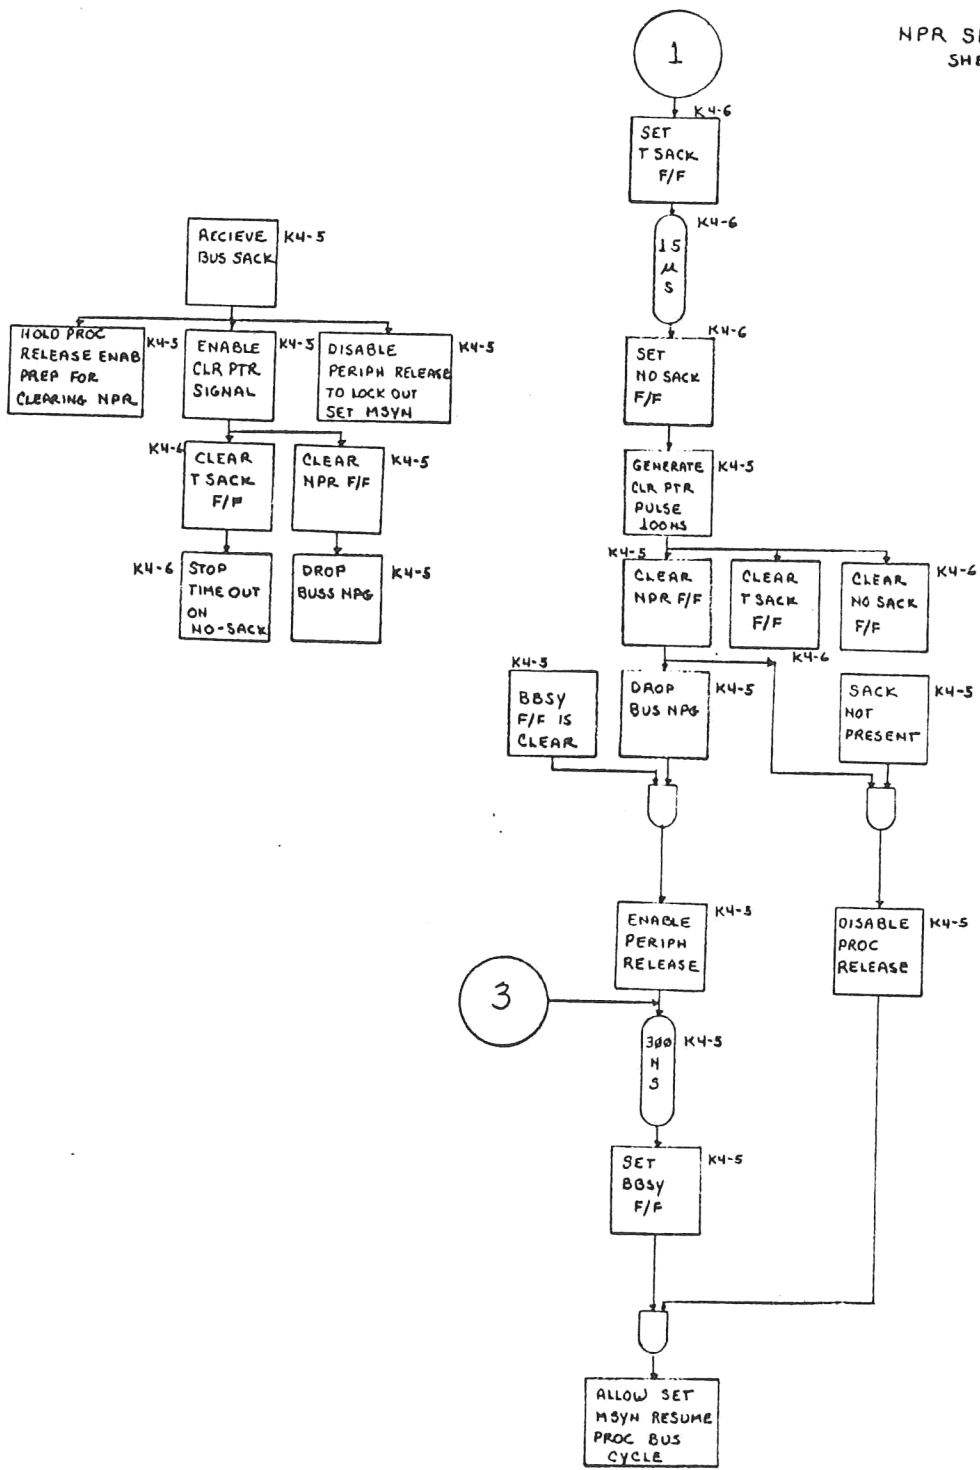 NPR
1
K4-6
SET
T SACK
F/F
K4-6
15
µ
S
K4-6
SET
NO SACK
F/F
GENERATE
CLR PTR
PULSE
100NS
K4-5
K4-5
CLEAR
NPR F/F
CLEAR
T SACK
F/F
K4-6
CLEAR
NO SACK
F/F
K4-6
K4-5
BBSY
F/F IS
CLEAR
DROP
BUS NPG
K4-5
SACK
NOT
PRESENT
K4-5
ENABLE
PERIPH
RELEASE
K4-5
DISABLE
PROC
RELEASE
K4-5
3
300
N
S
K4-5
SET
BBSY
F/F
K4-5
ALLOW SET
MSYN RESUME
PROC BUS
CYCLE
RECIEVE
BUS SACK
K4-5
HOLD PROC
RELEASE ENAB
PREP FOR
CLEARING NPR
K4-5
ENABLE
CLR PTR
SIGNAL
K4-5
DISABLE
PERIPH RELEASE
TO LOCK OUT
SET MSYN
K4-5
K4-6
CLEAR
T SACK
F/F
CLEAR
NPR F/F
K4-5
K4-6
STOP
TIME OUT
ON
NO-SACK
DROP
BUSS NPG
K4-5